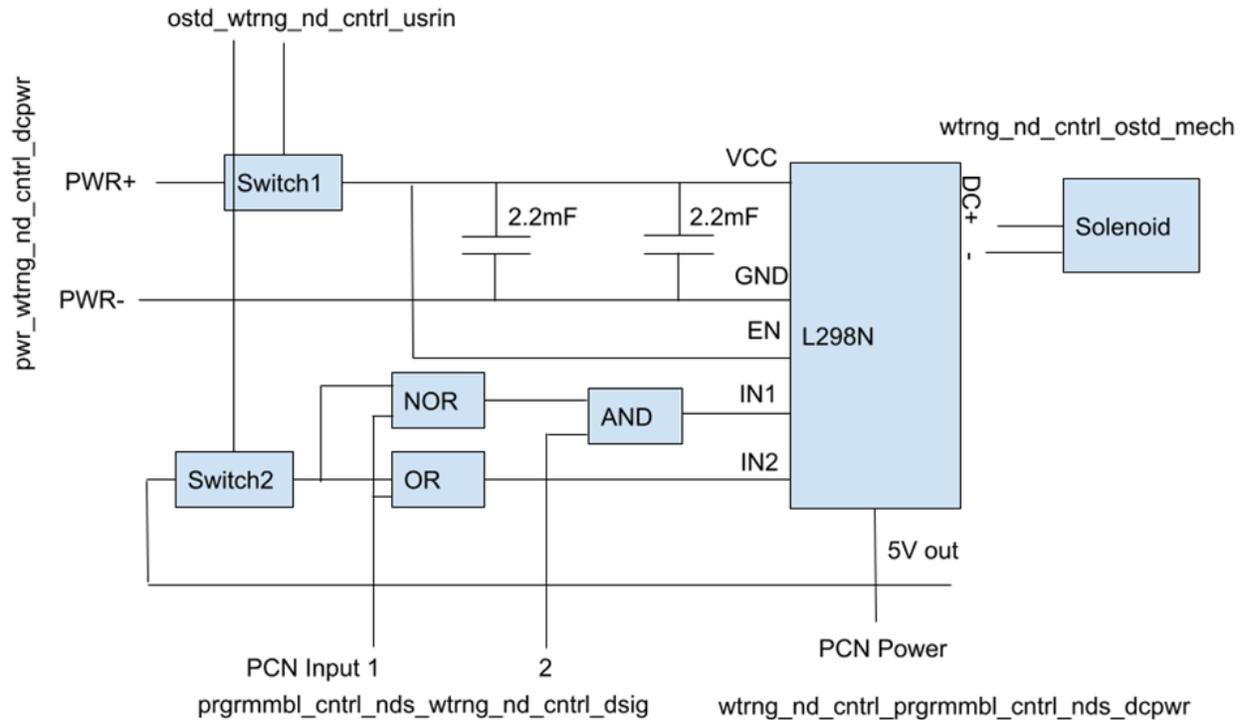 ostd_wtrng_nd_cntrl_usrin
pwr_wtrng_nd_cntrl_dcpwr
wtrng_nd_cntrl_ostd_mech
PWR+
Switch1
VCC
DC+
-
Solenoid
2.2mF
2.2mF
GND
PWR-
EN
L298N
NOR
AND
IN1
Switch2
OR
IN2
5V out
PCN Input 1
2
PCN Power
prgrmmbl_cntrl_nds_wtrng_nd_cntrl_dsig
wtrng_nd_cntrl_prgrmmbl_cntrl_nds_dcpwr